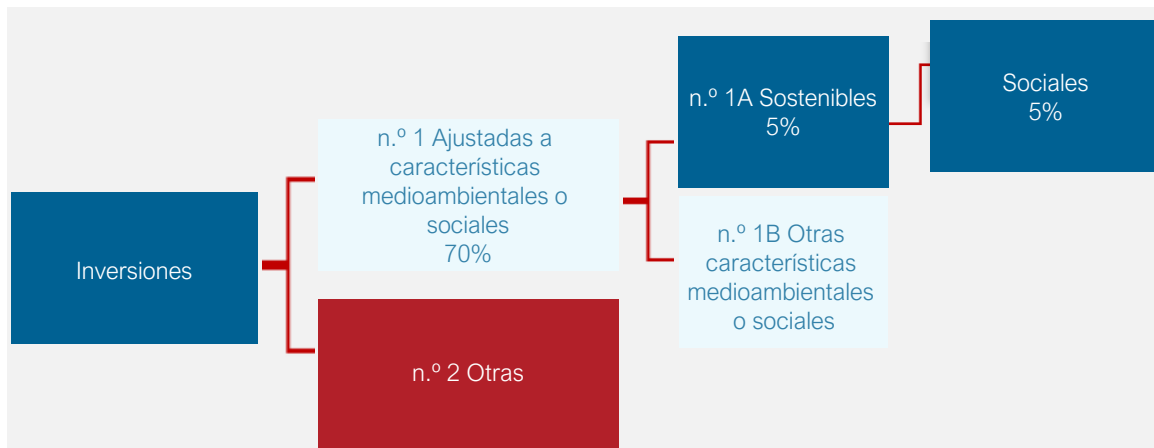 Inversiones
n.º 1 Ajustadas a
características
medioambientales o
sociales
70%
n.º 2 Otras
n.º 1A Sostenibles
5%
n.º 1B Otras
características
medioambientales
o sociales
Sociales
5%